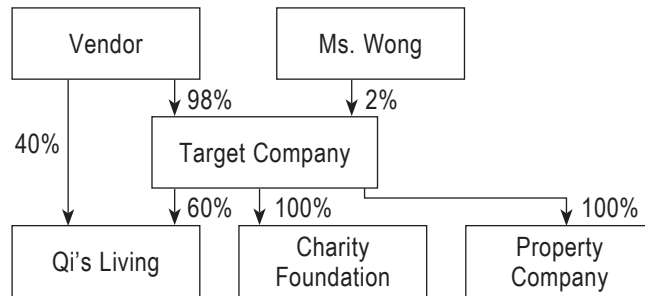 Vendor
Ms. Wong
98%
2%
40%
Target Company
60%
100%
100%
Qi’s Living
Charity
Foundation
Property
Company